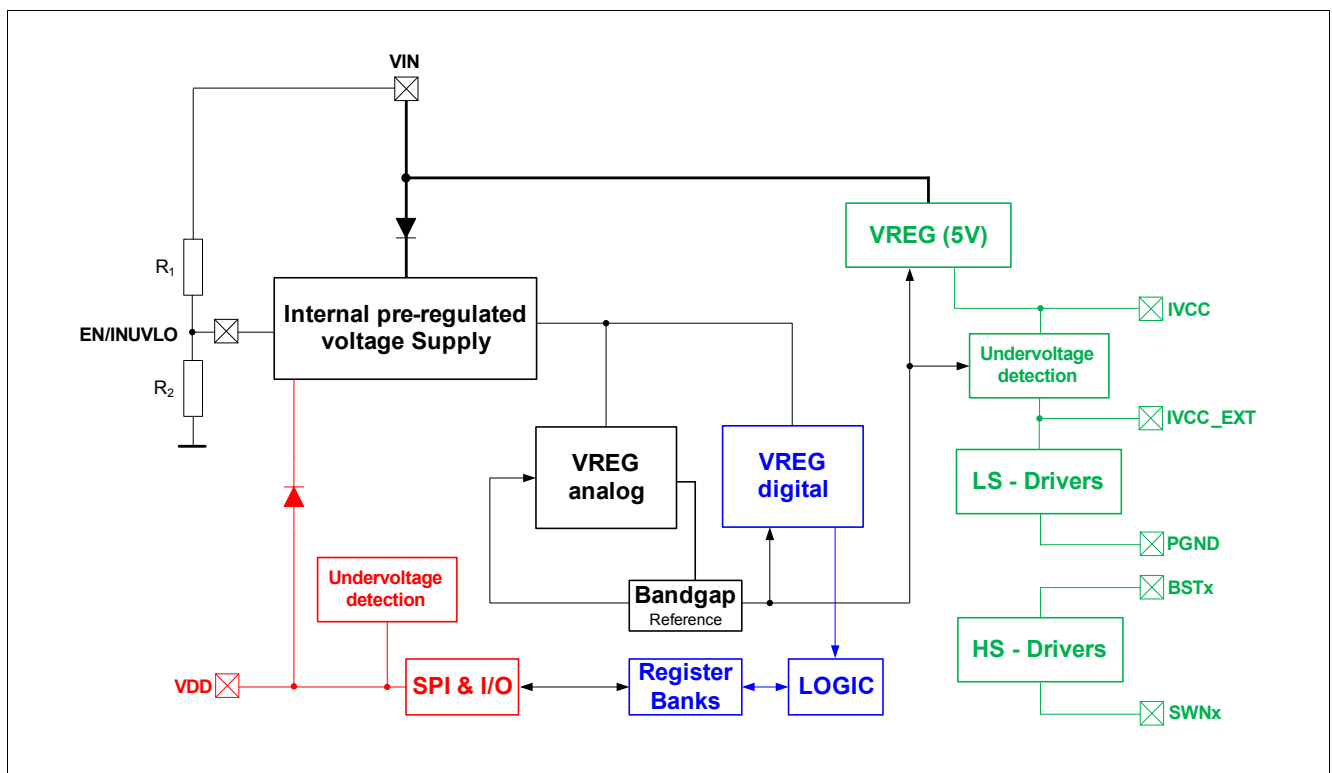 VIN
VREG (5V)
R1
Internal pre-regulated
voltage Supply
IVCC
EN/INUVLO
Undervoltage
detection
R2
IVCC_EXT
VREG
analog
VREG
digital
LS - Drivers
PGND
Undervoltage
detection
BSTx
Bandgap
Reference
HS - Drivers
VDD
SPI & I/O
Register
Banks
LOGIC
SWNx